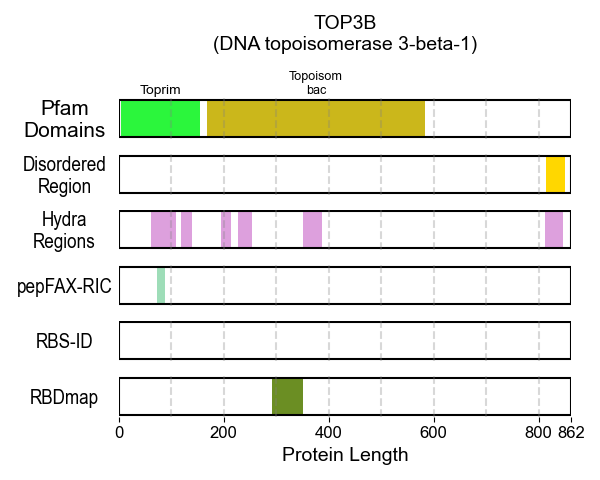 TOP3B
(DNA topoisomerase 3-beta-1)
Toprim
Topoisom
bac
Pfam
Domains
Disordered
Region
Hydra
Regions
pepFAX-RIC
RBS-ID
RBDmap
0 200 400 600 800 862
Protein Length